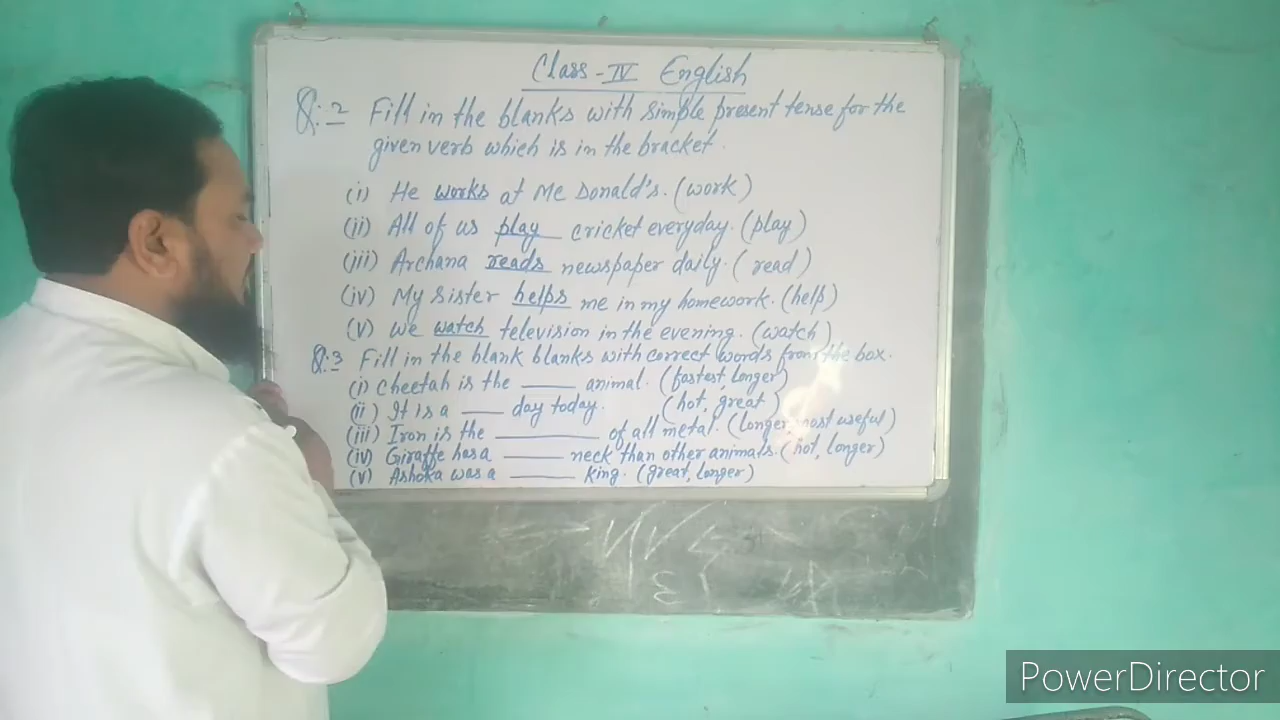 Class - IV English
Q:2 Fill in the blanks with simple present tense for the
given verb which is in the bracket.
(i) He works at Mc Donald's. (work)
(ii) All of us play cricket everyday. (play)
(iii) Archana reads newspaper daily. (read)
(iv) My sister helps me in my homework. (help)
(v) We watch television in the evening. (watch)
Q:3 Fill in the blank blanks with correct words from the box.
(i) Cheetah is the ____ animal. (fastest, longer)
(ii) It is a ____ day today. (hot, great)
(iii) Iron is the ________ of all metal. (longer, most useful)
(iv) Giraffe has a ____ neck than other animals. (hot, longer)
(v) Ashoka was a ____ king. (great, longer)
PowerDirector